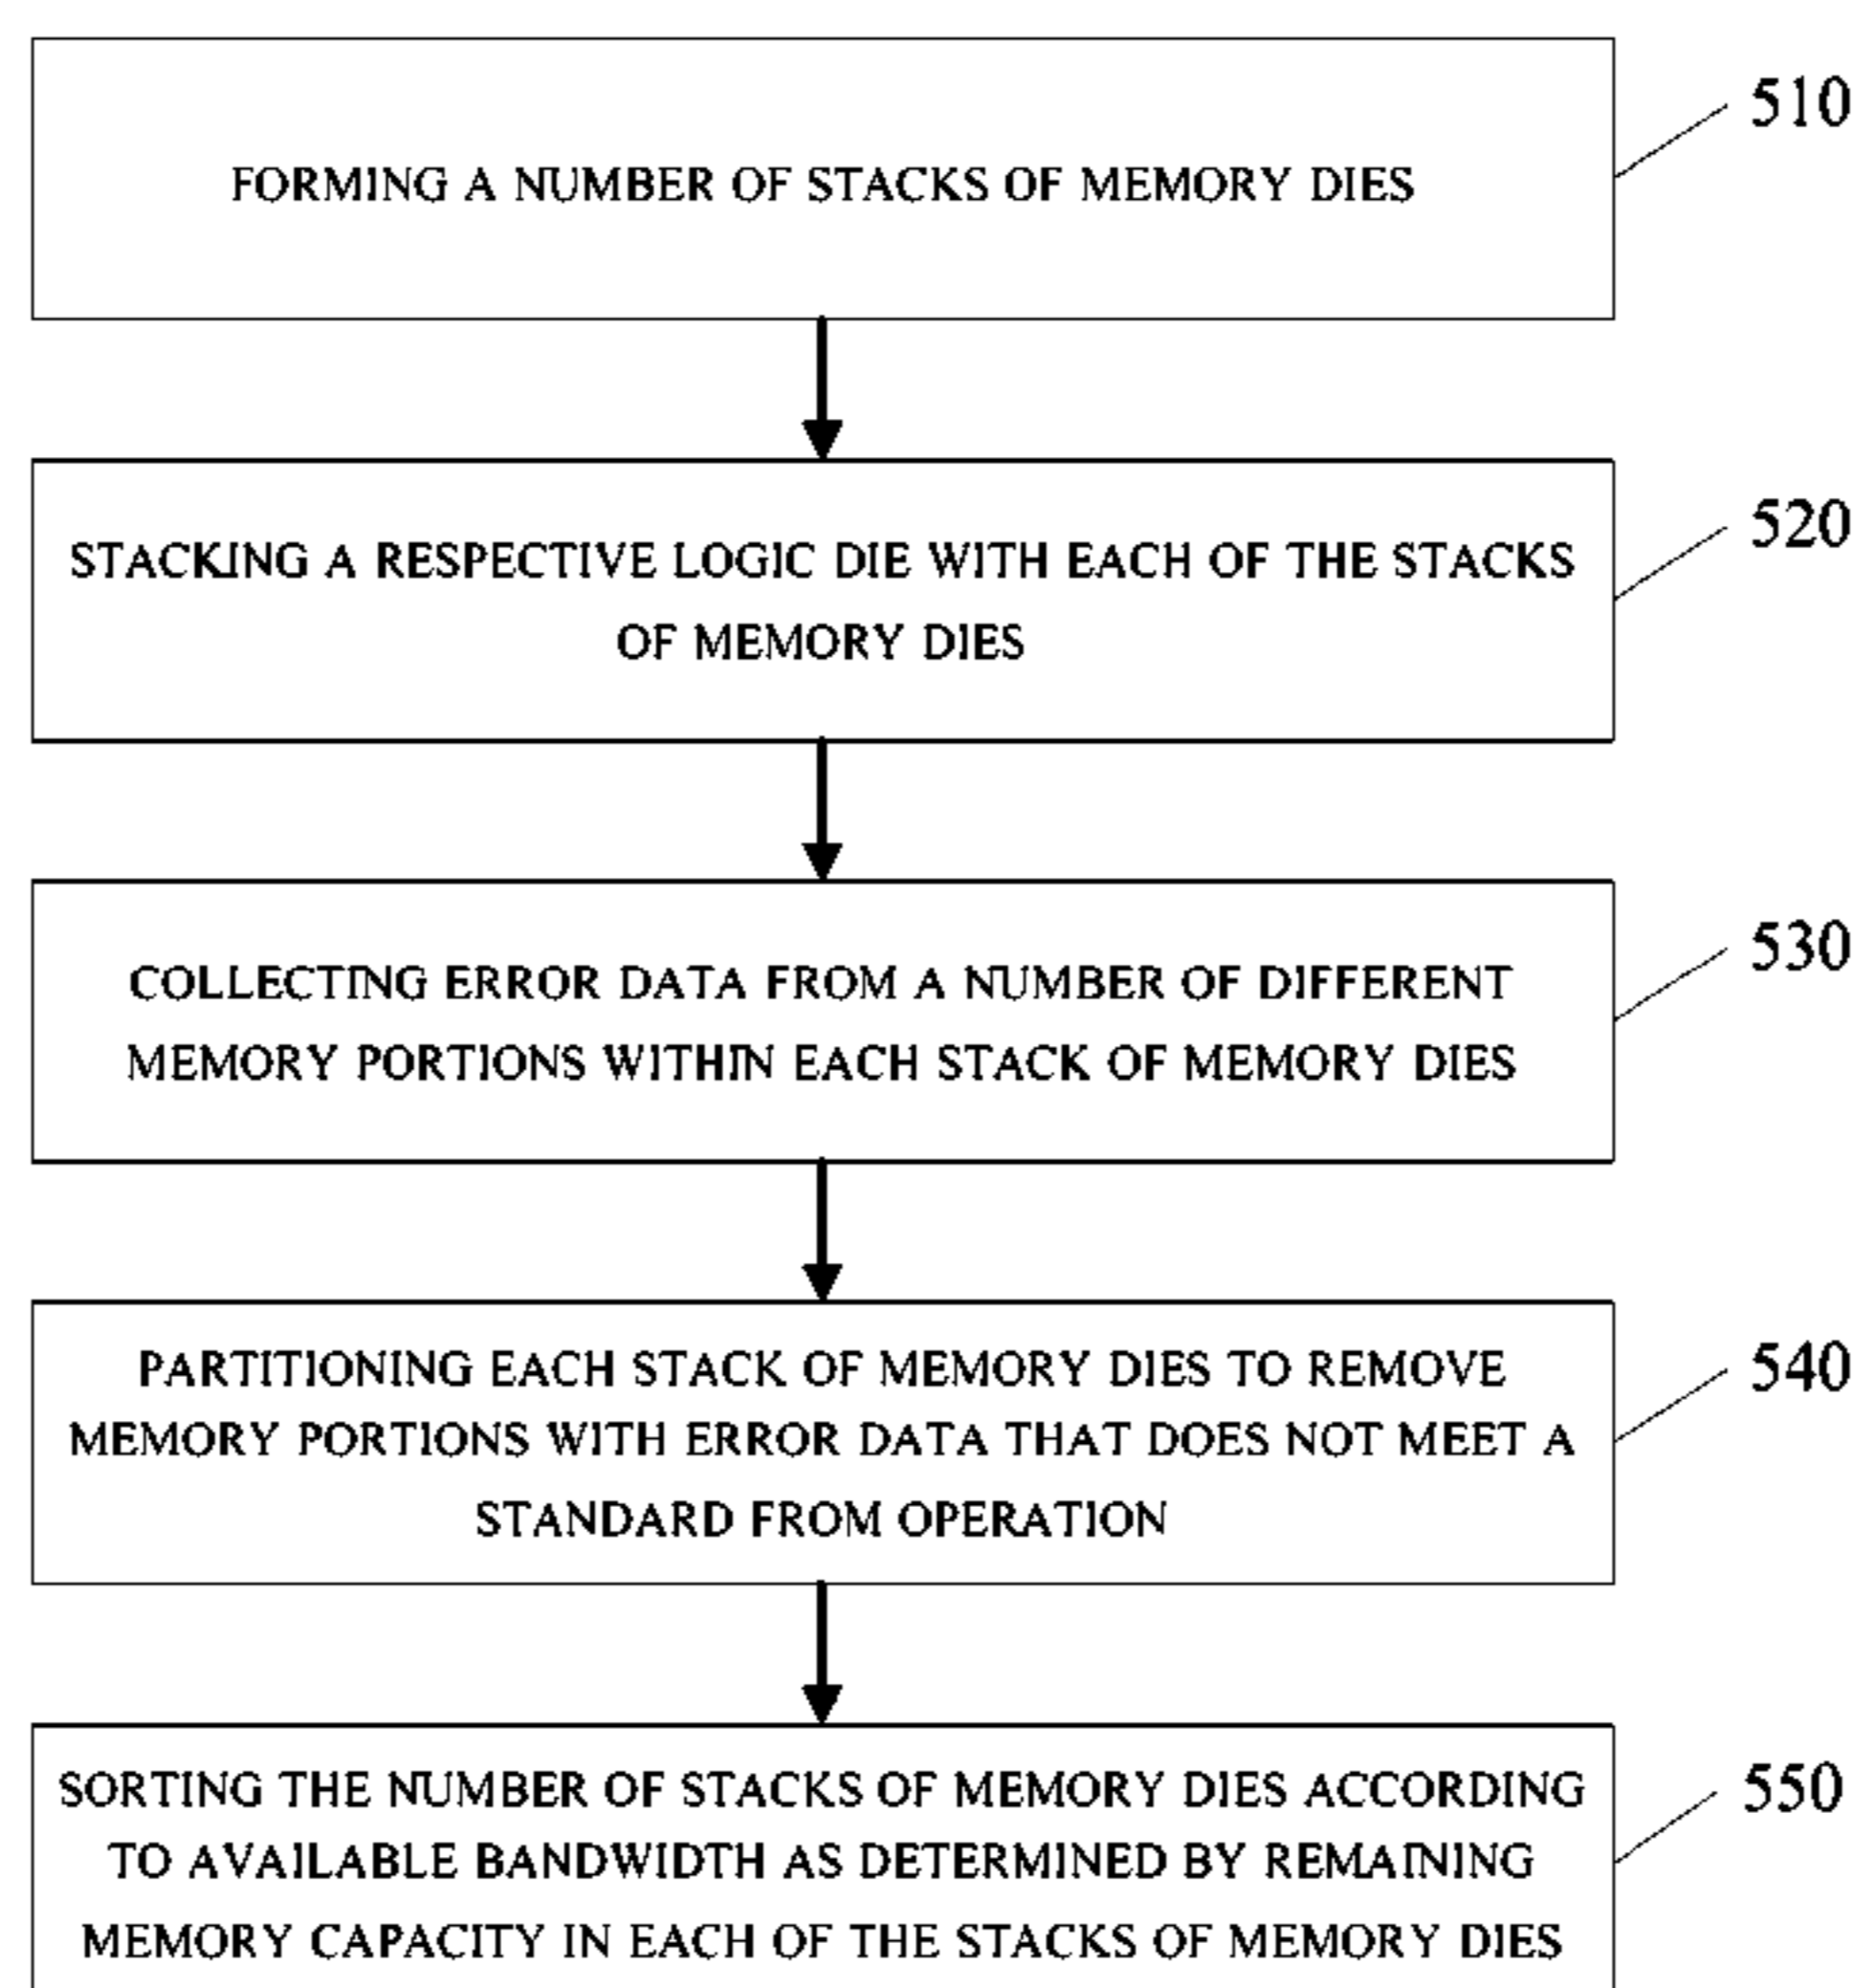 510
FORMING A NUMBER OF STACKS OF MEMORY DIES
520
STACKING A RESPECTIVE LOGIC DIE WITH EACH OF THE STACKS
OF MEMORY DIES
530
COLLECTING ERROR DATA FROM A NUMBER OF DIFFERENT
MEMORY PORTIONS WITHIN EACH STACK OF MEMORY DIES
540
PARTITIONING EACH STACK OF MEMORY DIES TO REMOVE
MEMORY PORTIONS WITH ERROR DATA THAT DOES NOT MEET A
STANDARD FROM OPERATION
550
SORTING THE NUMBER OF STACKS OF MEMORY DIES ACCORDING
TO AVAILABLE BANDWIDTH AS DETERMINED BY REMAINING
MEMORY CAPACITY IN EACH OF THE STACKS OF MEMORY DIES